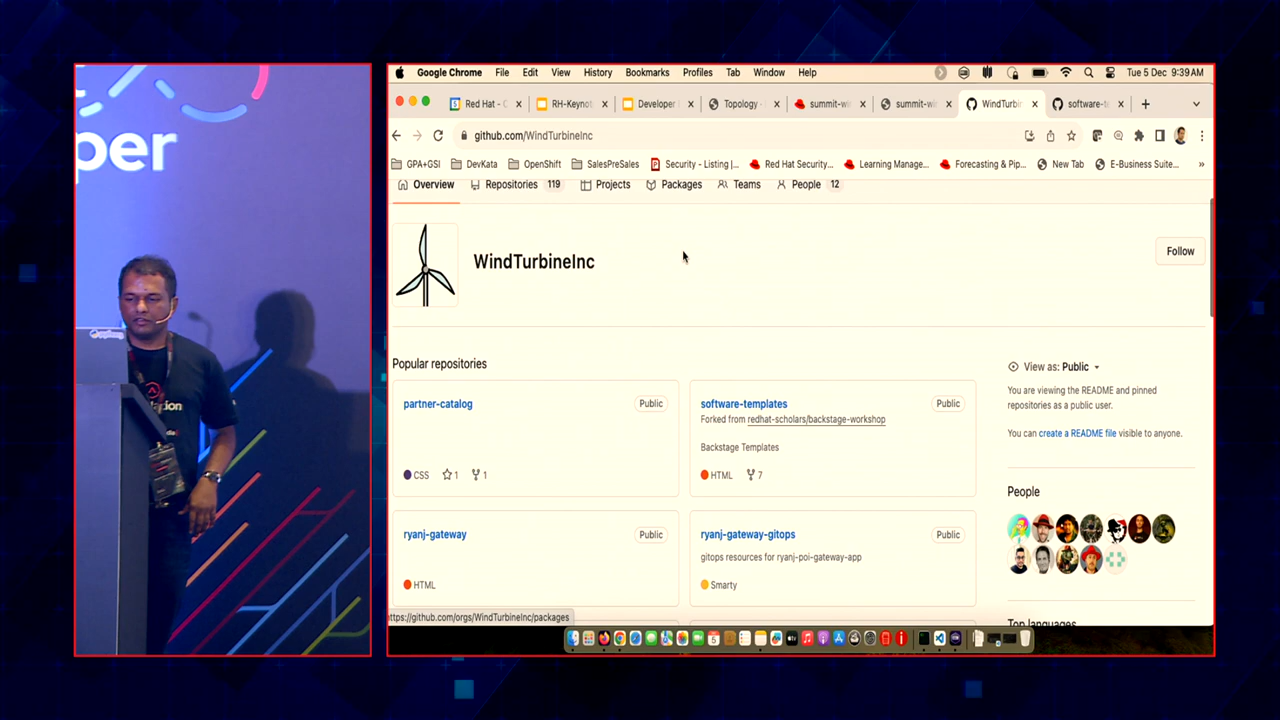 per
ation
Google Chrome File Edit View History Bookmarks Profiles Tab Window Help Tue 5 Dec 9:39 AM
Red Hat - C RH-Keynot Developer Topology - summit-wi summit-wi WindTurbi software-t
github.com/WindTurbineInc
GPA+GSI DevKata OpenShift SalesPreSales Security - Listing |... Red Hat Security... Learning Manage... Forecasting & Pip... New Tab E-Business Suite... »
Overview Repositories 119 Projects Packages Teams People 12
WindTurbineInc
Follow
Popular repositories
partner-catalog Public
CSS 1 1
software-templates Public
Forked from redhat-scholars/backstage-workshop
Backstage Templates
HTML 7
ryanj-gateway Public
HTML
ryanj-gateway-gitops Public
gitops resources for ryanj-poi-gateway-app
Smarty
View as: Public
You are viewing the README and pinned
repositories as a public user.
You can create a README file visible to anyone.
People
Top languages
https://github.com/orgs/WindTurbineInc/packages